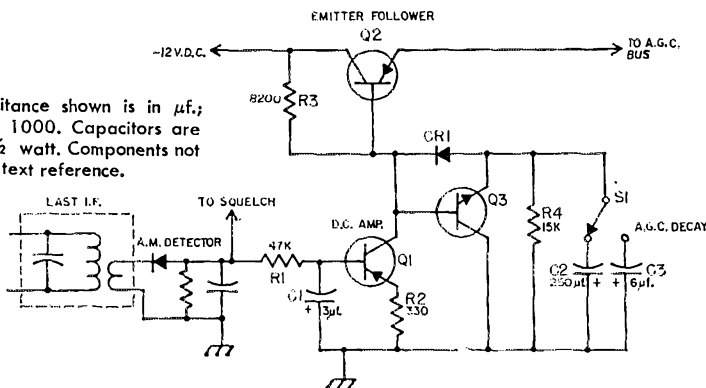 EMITTER FOLLOWER
Q2
-12 V.D.C.
TO A.G.C.
BUS
R3
8200
itance shown is in μf.;
1000. Capacitors are
½ watt. Components not
text reference.
CR1
Q3
S1
LAST I.F.
TO SQUELCH
D.C. AMP.
Q1
R4
15K
A.G.C. DECAY
A.M. DETECTOR
47K
R1
C1
+ 3μf.
R2
330
C2
250μf. +
C3
+ 6μf.